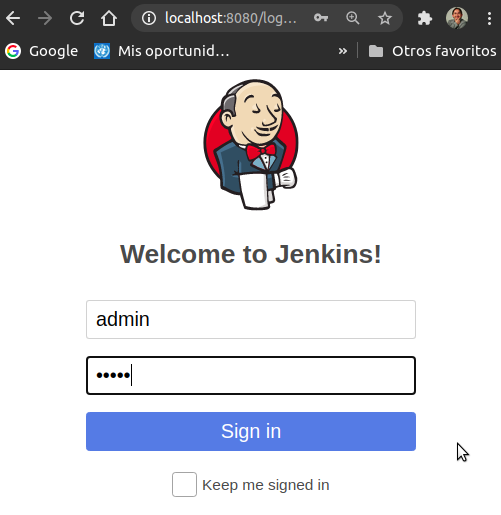 localhost:8080/log...
Google Mis oportunid... » Otros favoritos
Welcome to Jenkins!
admin
•••••
Sign in
Keep me signed in